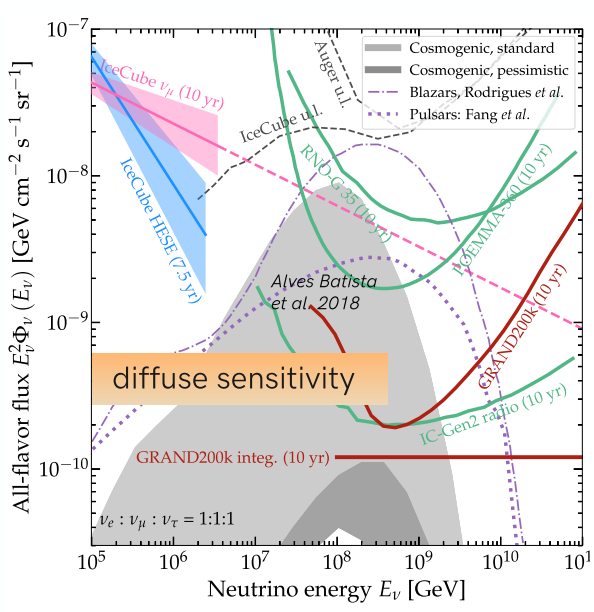 10⁻⁷
10⁻⁸
10⁻⁹
10⁻¹⁰
All-flavor flux E²νΦν (Eν) [GeV cm⁻² s⁻¹ sr⁻¹]
Cosmogenic, standard
Cosmogenic, pessimistic
Blazars, Rodrigues et al.
Pulsars: Fang et al.
IceCube νμ (10 yr)
Auger u.l.
IceCube u.l.
IceCube HESE (7.5 yr)
RNO-G 35 (10 yr)
POEMMA-360 (10 yr)
Alves Batista
et al. 2018
GRAND200k (10 yr)
diffuse sensitivity
IC-Gen2 radio (10 yr)
GRAND200k integ. (10 yr)
νe : νμ : ντ = 1:1:1
10⁵ 10⁶ 10⁷ 10⁸ 10⁹ 10¹⁰ 10¹
Neutrino energy Eν [GeV]